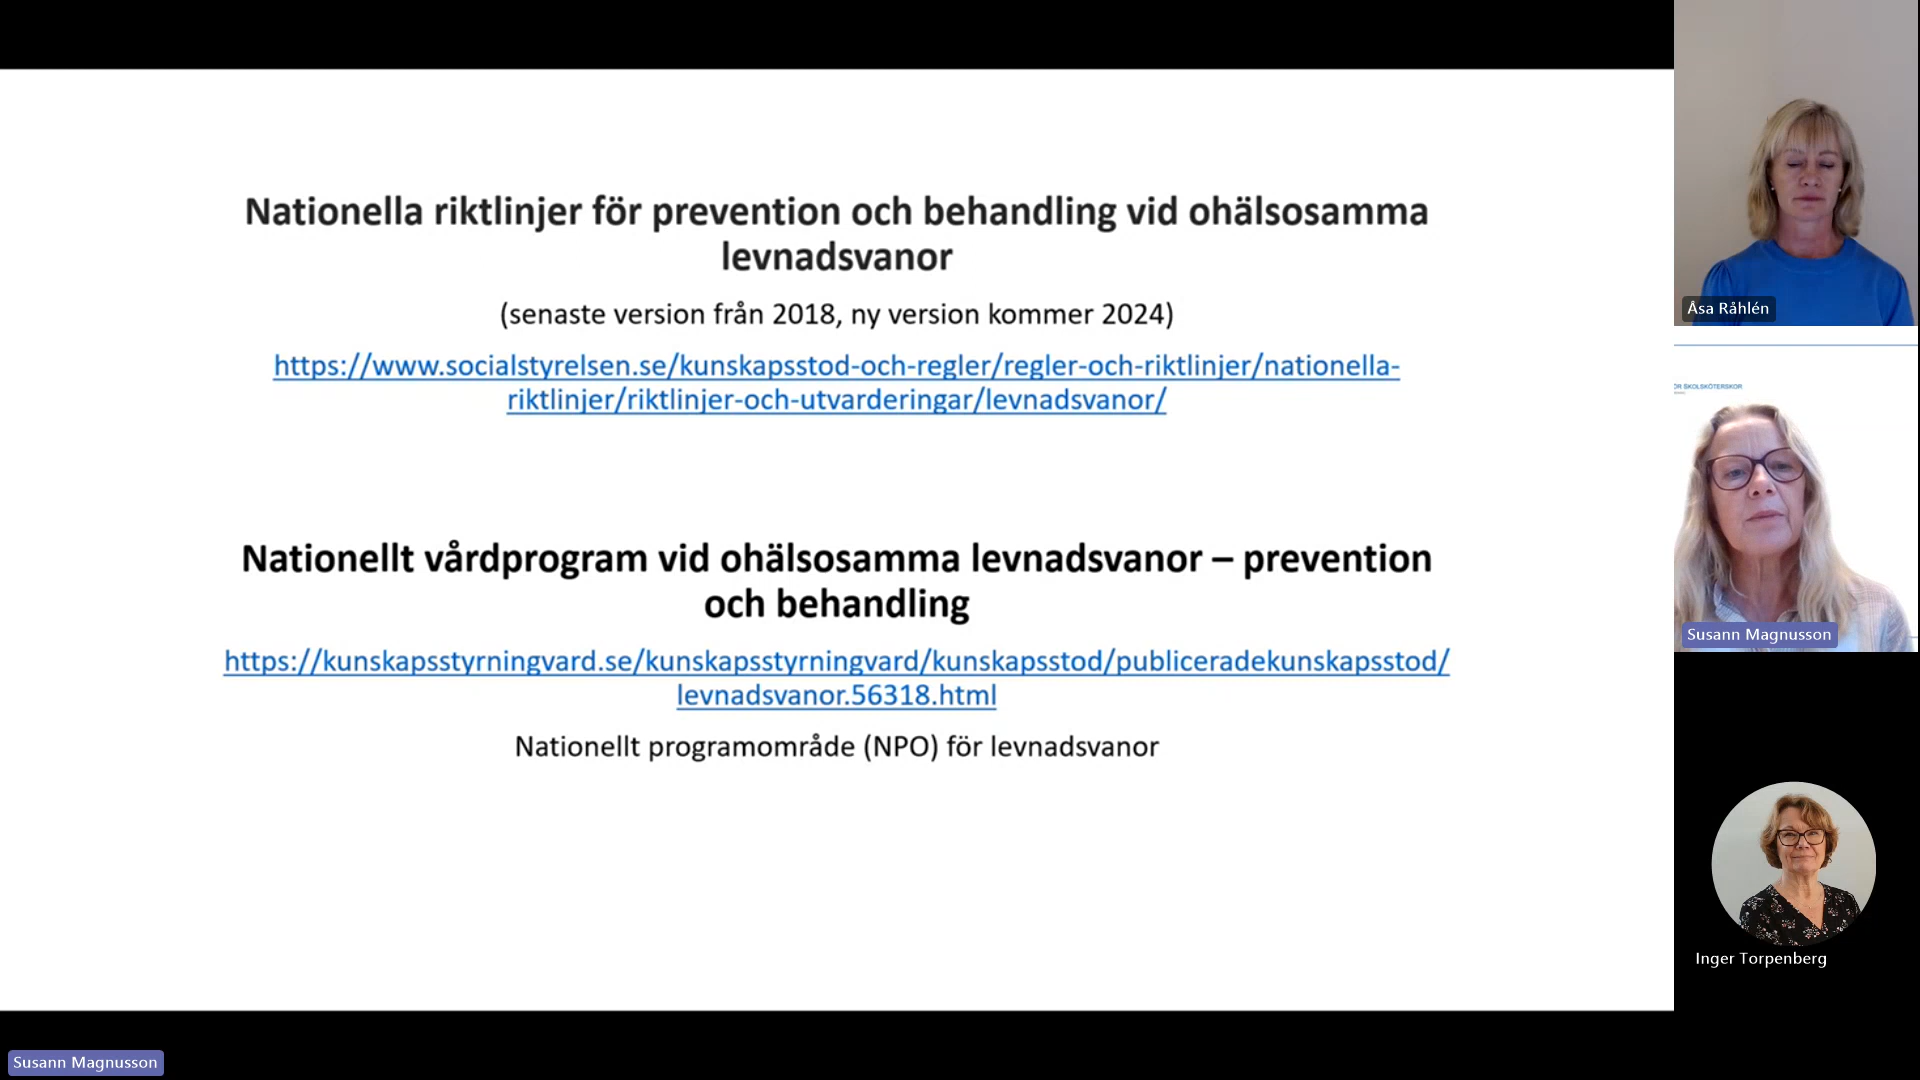 Nationella riktlinjer för prevention och behandling vid ohälsosamma
levnadsvanor
(senaste version från 2018, ny version kommer 2024)
https://www.socialstyrelsen.se/kunskapsstod-och-regler/regler-och-riktlinjer/nationella-
riktlinjer/riktlinjer-och-utvarderingar/levnadsvanor/
Nationellt vårdprogram vid ohälsosamma levnadsvanor – prevention
och behandling
https://kunskapsstyrningvard.se/kunskapsstyrningvard/kunskapsstod/publiceradekunskapsstod/
levnadsvanor.56318.html
Nationellt programområde (NPO) för levnadsvanor
Åsa Råhlén
ÖR SKOLSKÖTERSKOR
Susann Magnusson
Inger Torpenberg
Susann Magnusson